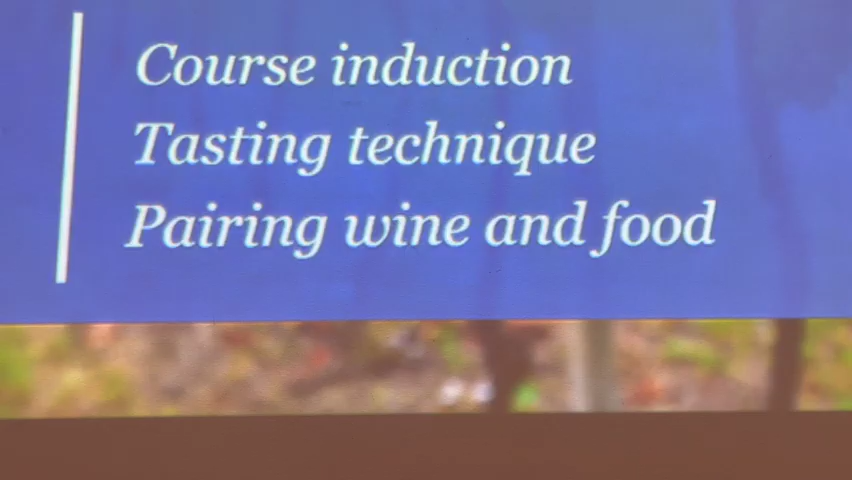 Course induction
Tasting technique
Pairing wine and food